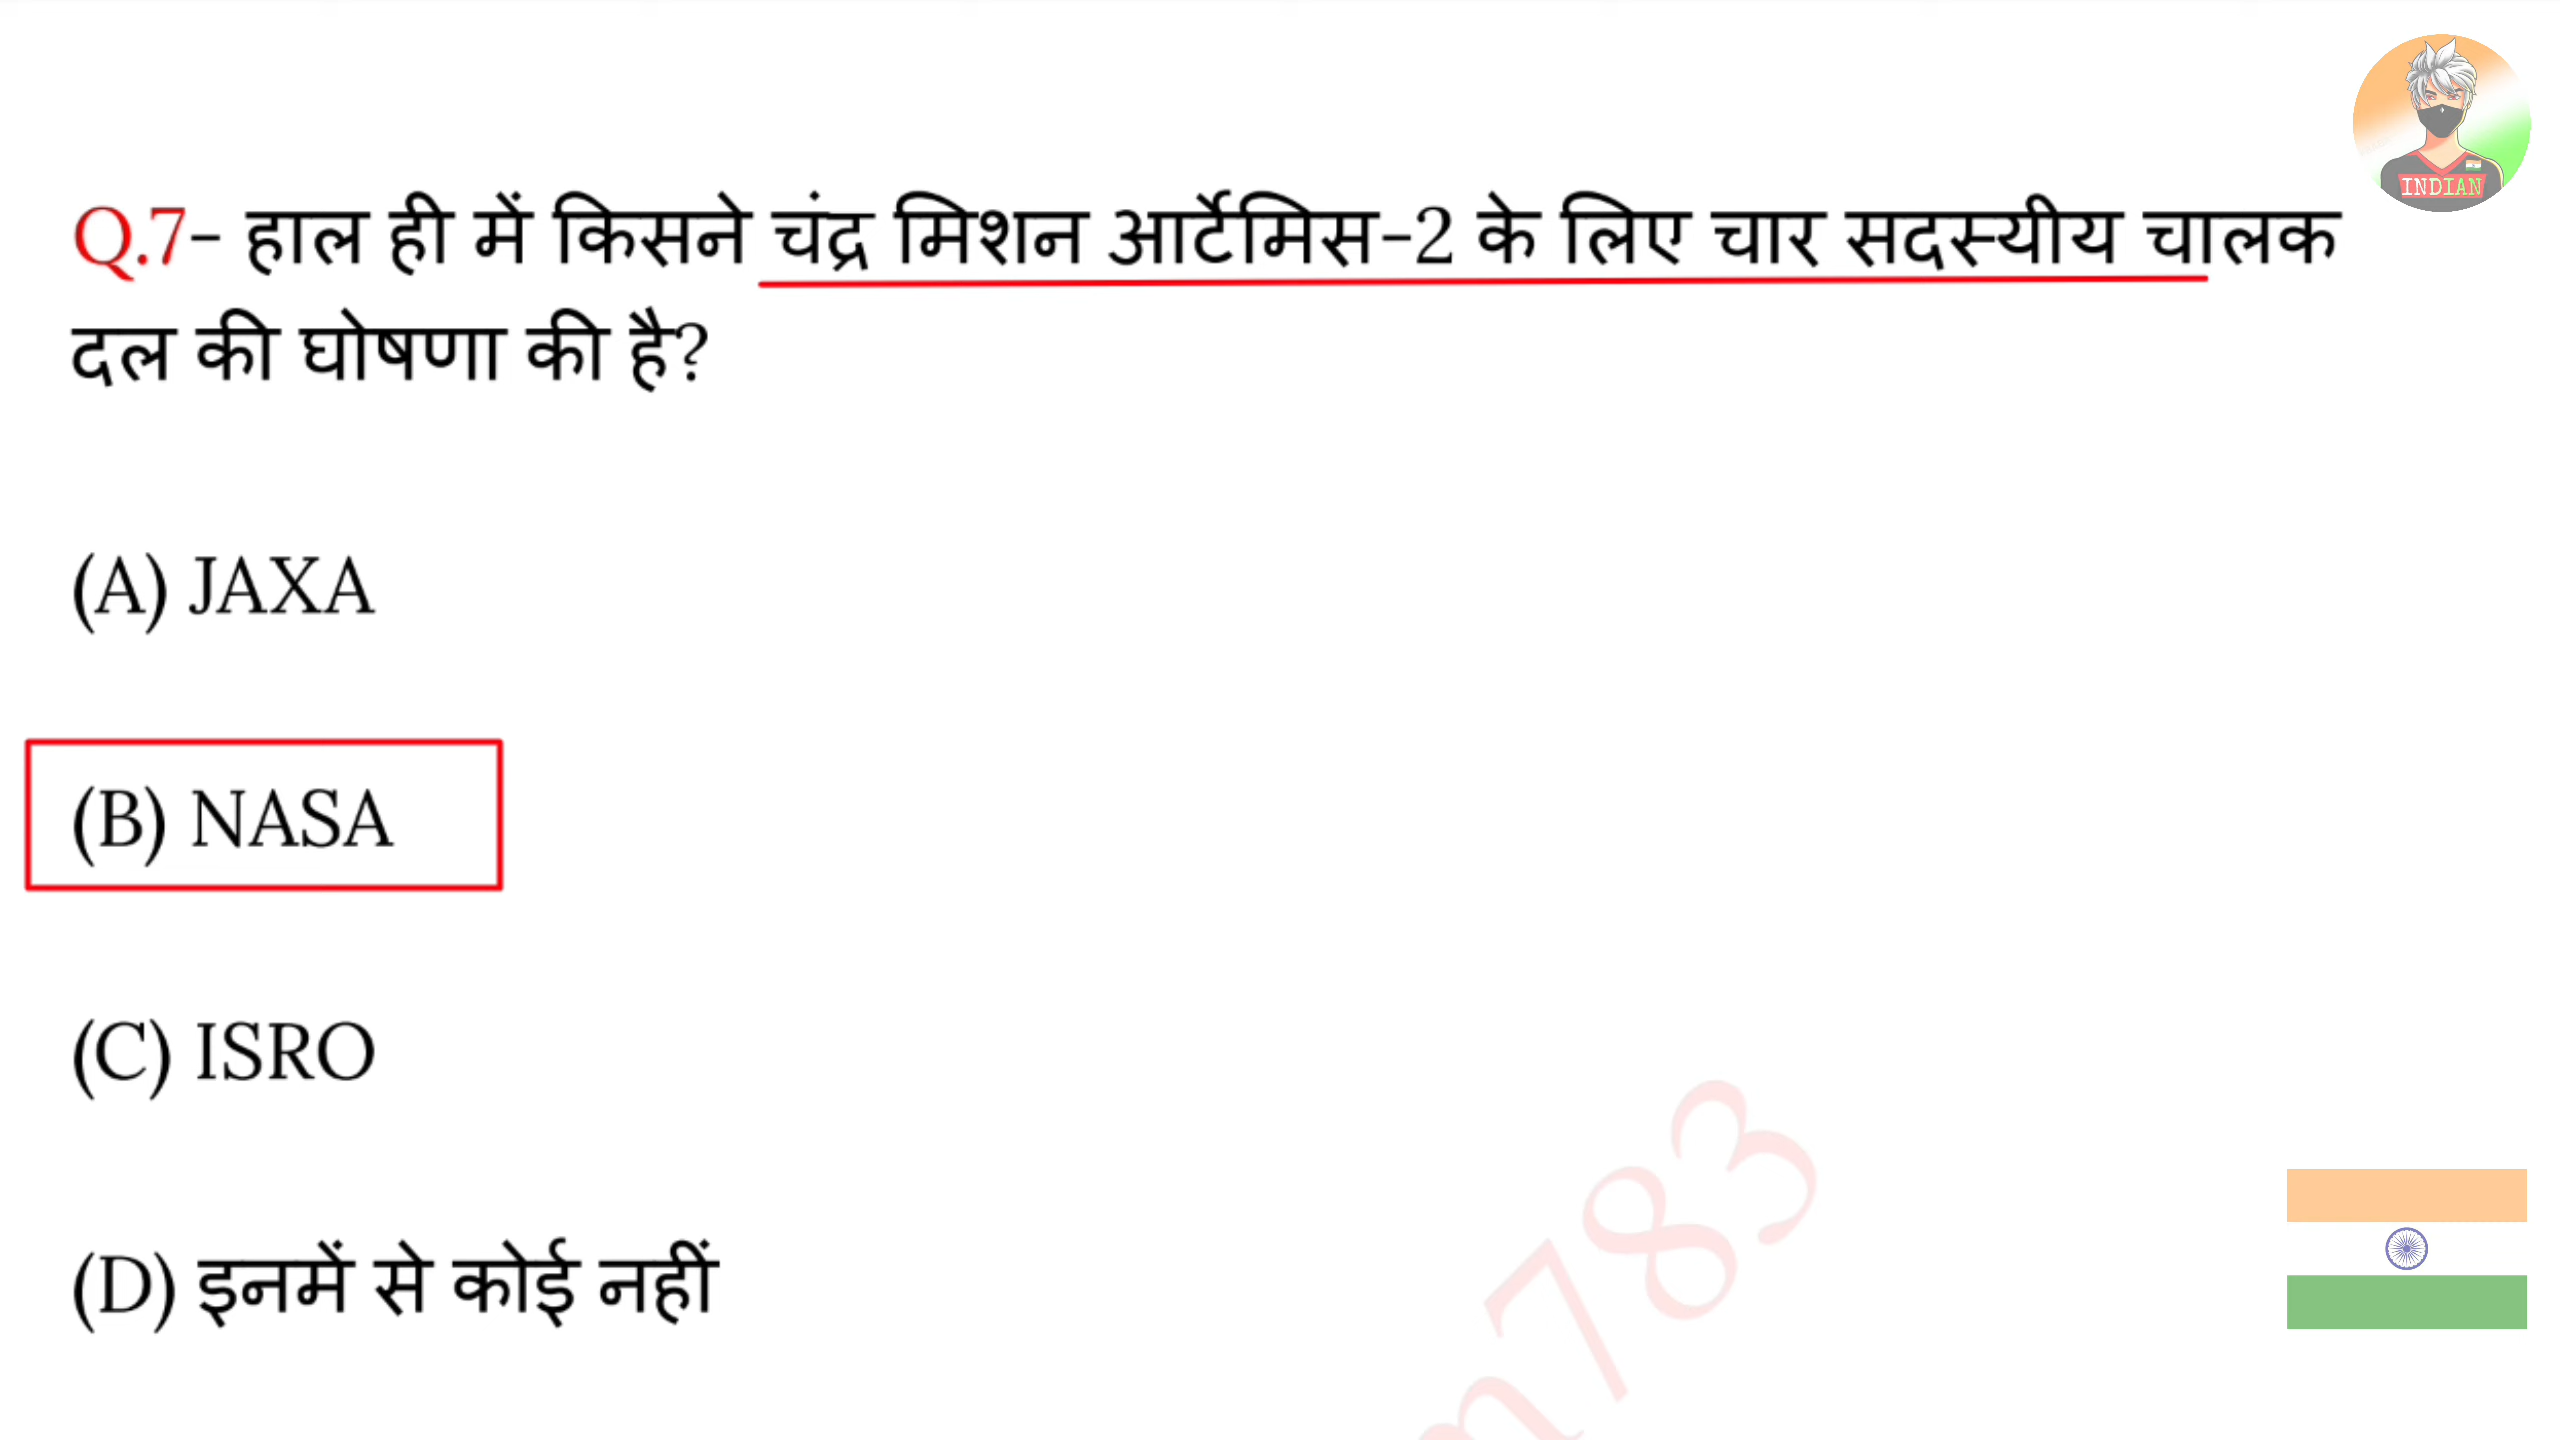 Q.7- हाल ही में किसने चंद्र मिशन आर्टेमिस-2 के लिए चार सदस्यीय चालक
दल की घोषणा की है?
(A) JAXA
(B) NASA
(C) ISRO
(D) इनमें से कोई नहीं
INDIAN